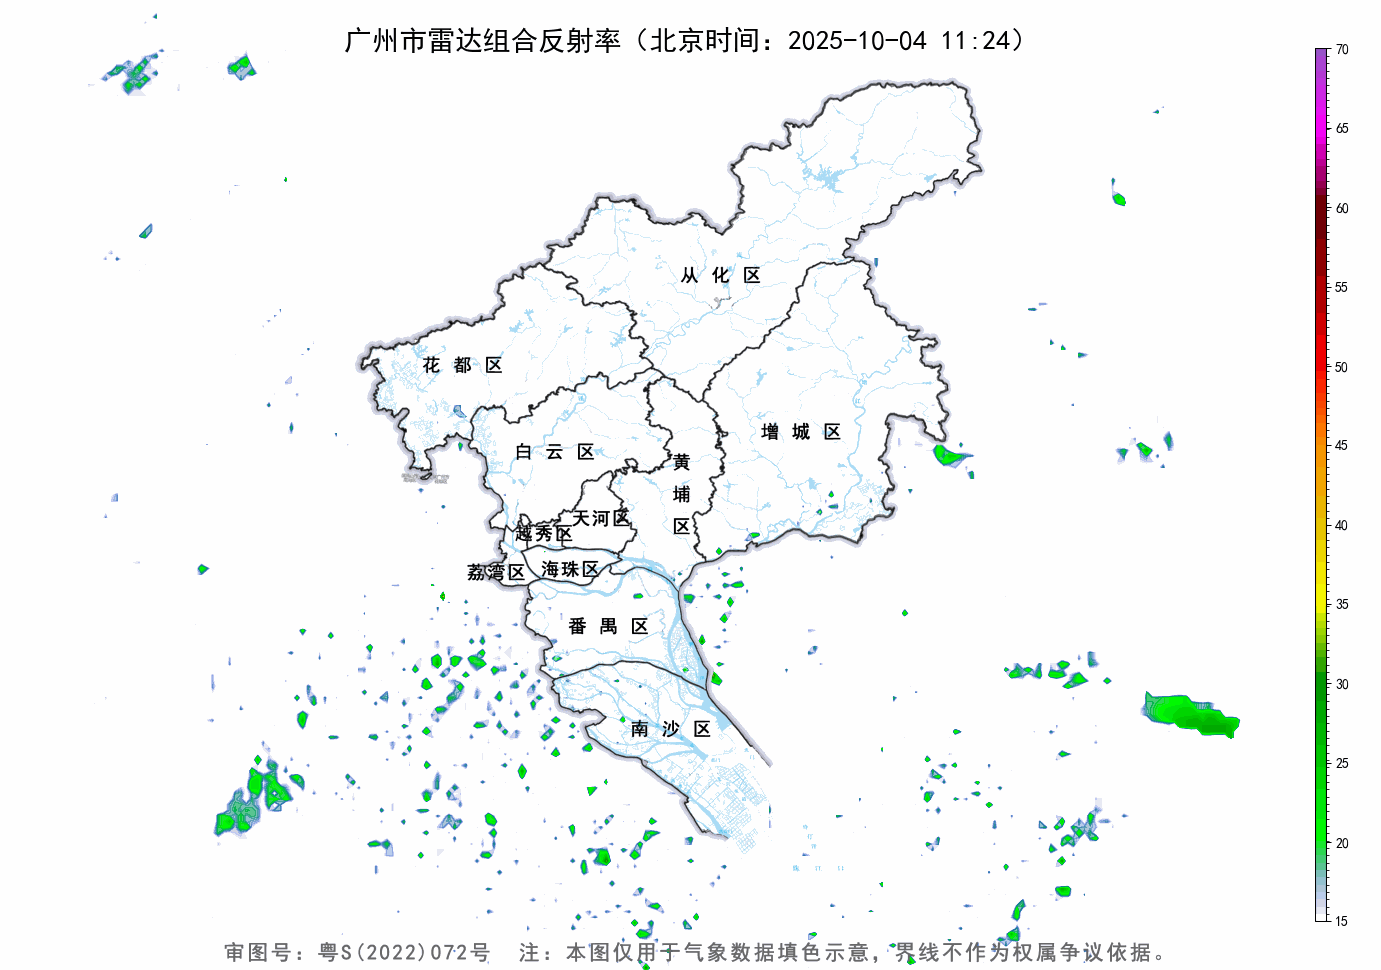 广州市雷达组合反射率（北京时间：2025-10-04 11:24）
70
65
60
55
50
45
40
35
30
25
20
15
从化区
花都区
增城区
白云区
黄埔区
天河区
越秀区
海珠区
荔湾区
番禺区
南沙区
审图号：粤S(2022)072号 注：本图仅用于气象数据填色示意，界线不作为权属争议依据。